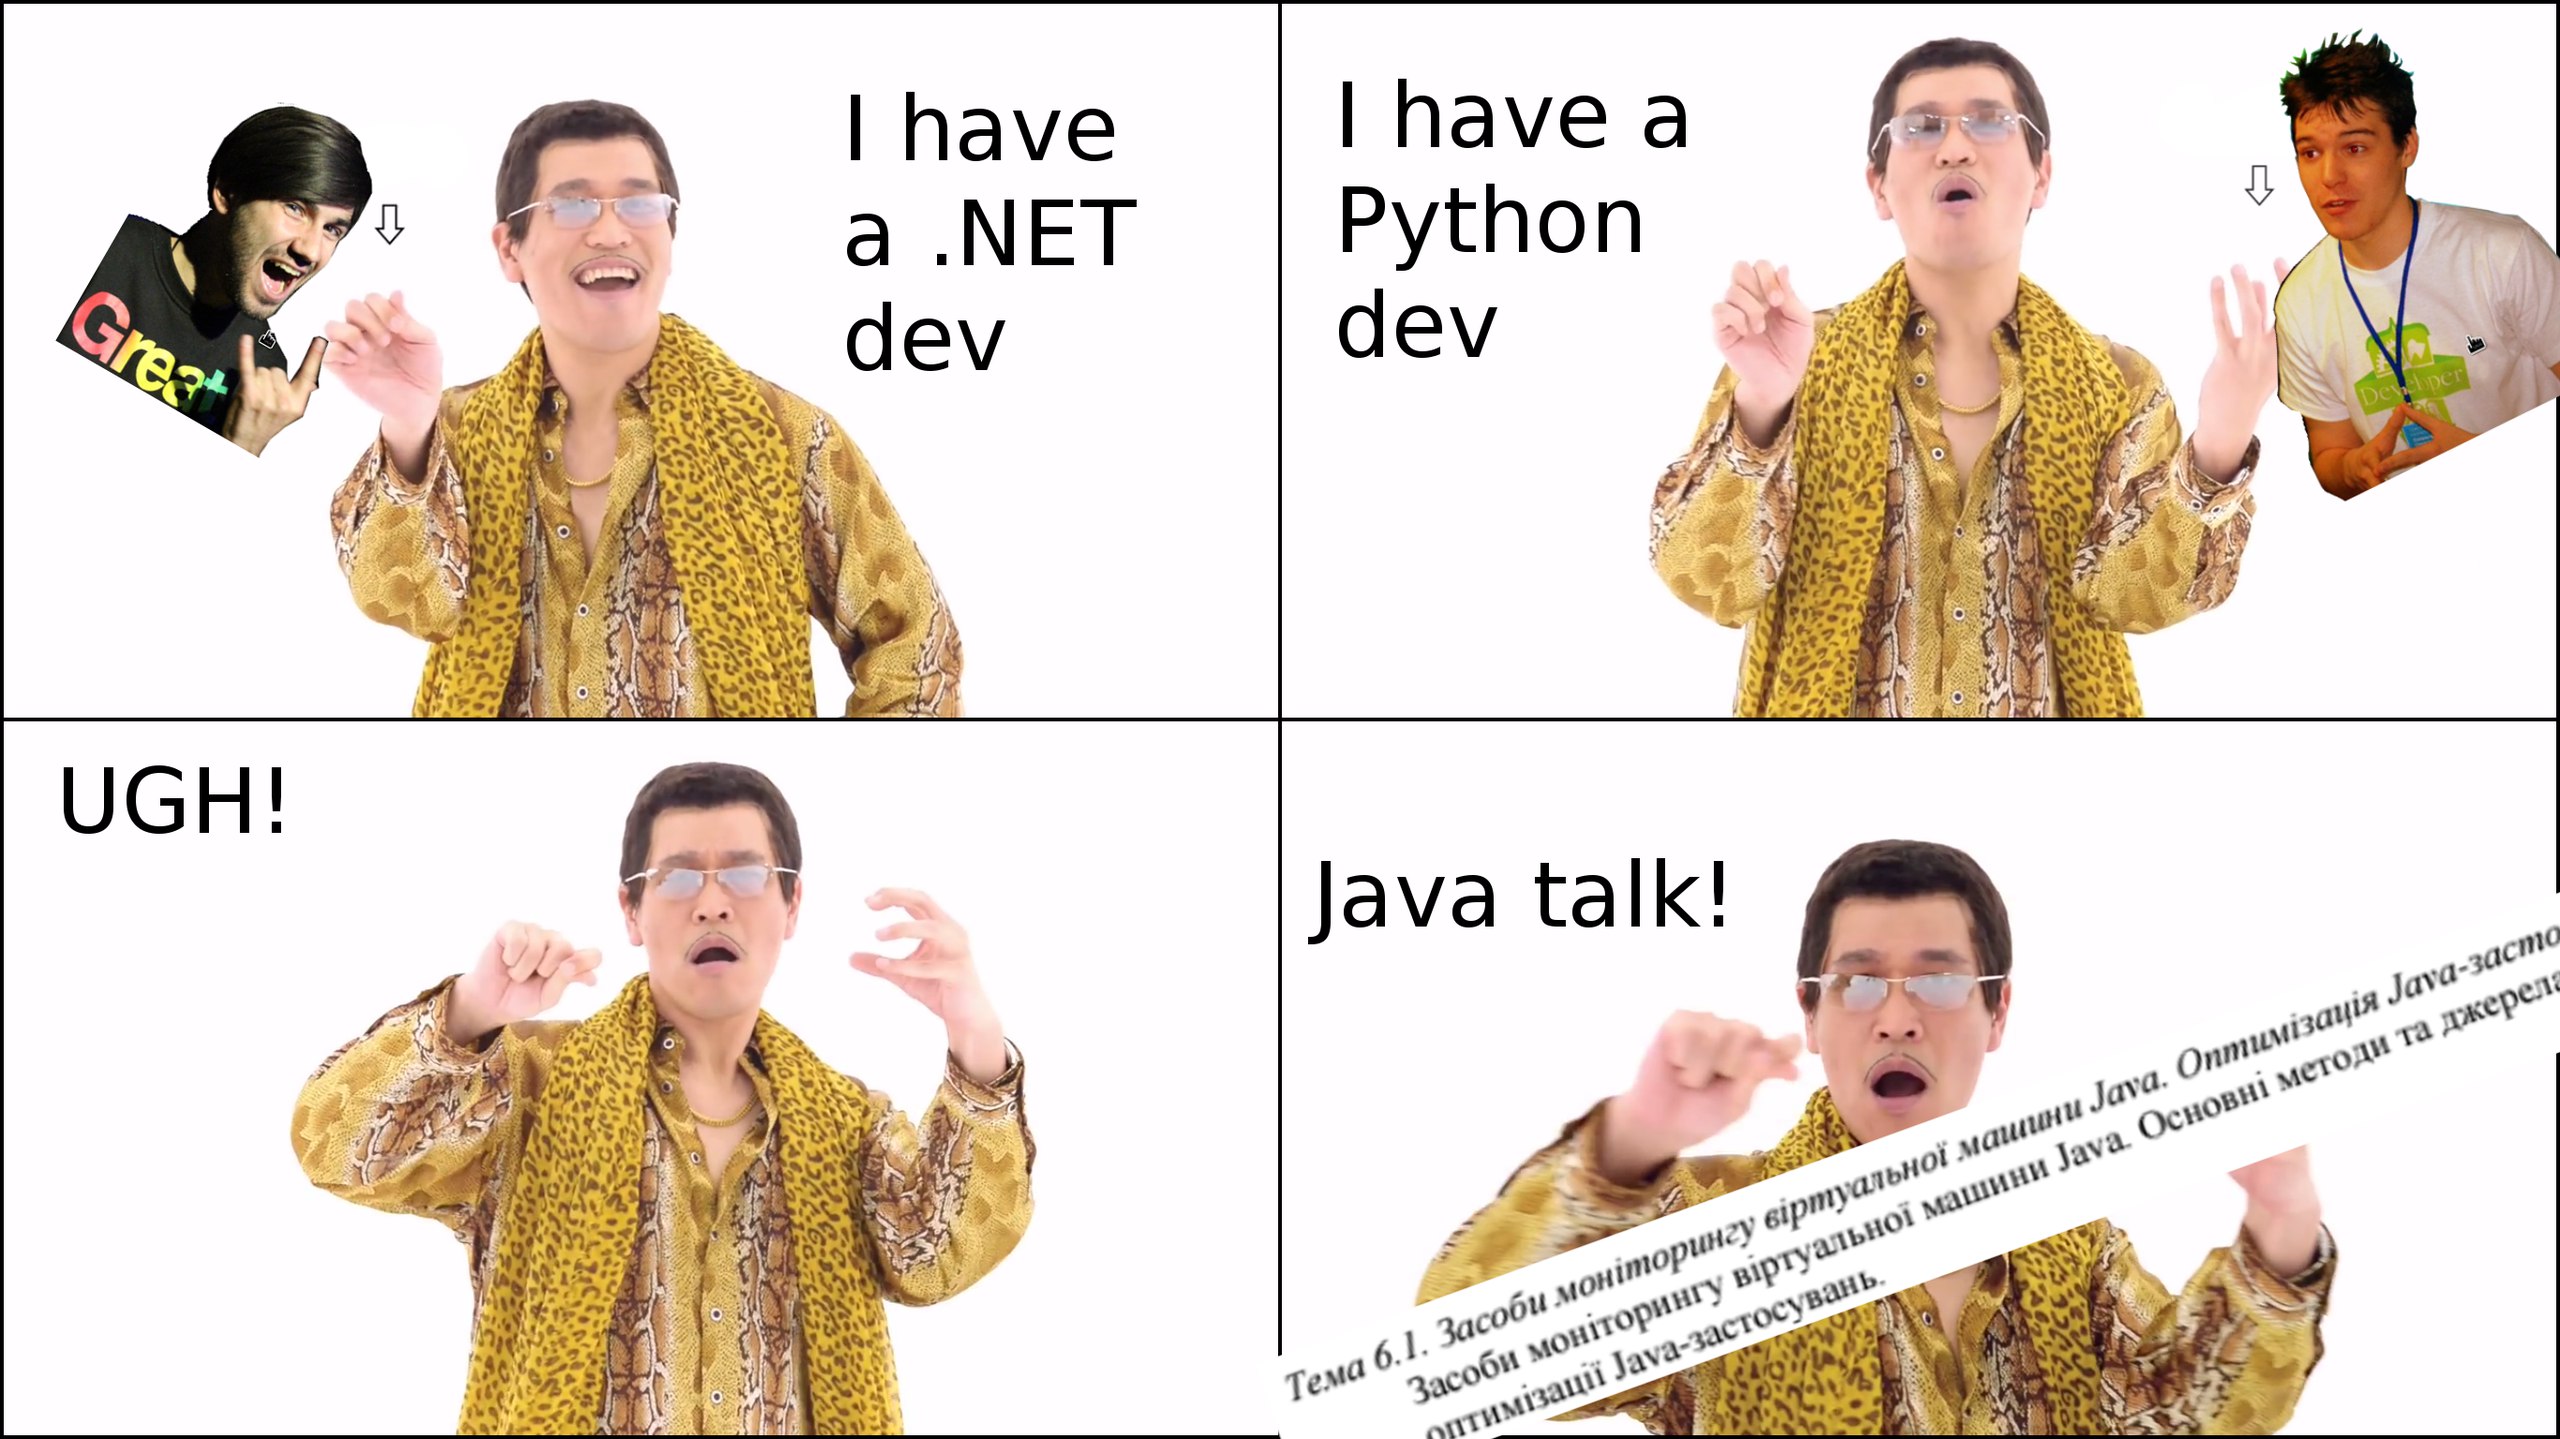 I have
a .NET
dev
Great
I have a
Python
dev
Developer
UGH!
Java talk!
Тема 6.1. Засоби моніторингу віртуальної машини Java. Оптимізація Java-засто
Засоби моніторингу віртуальної машини Java. Основні методи та джерела
оптимізації Java-застосувань.